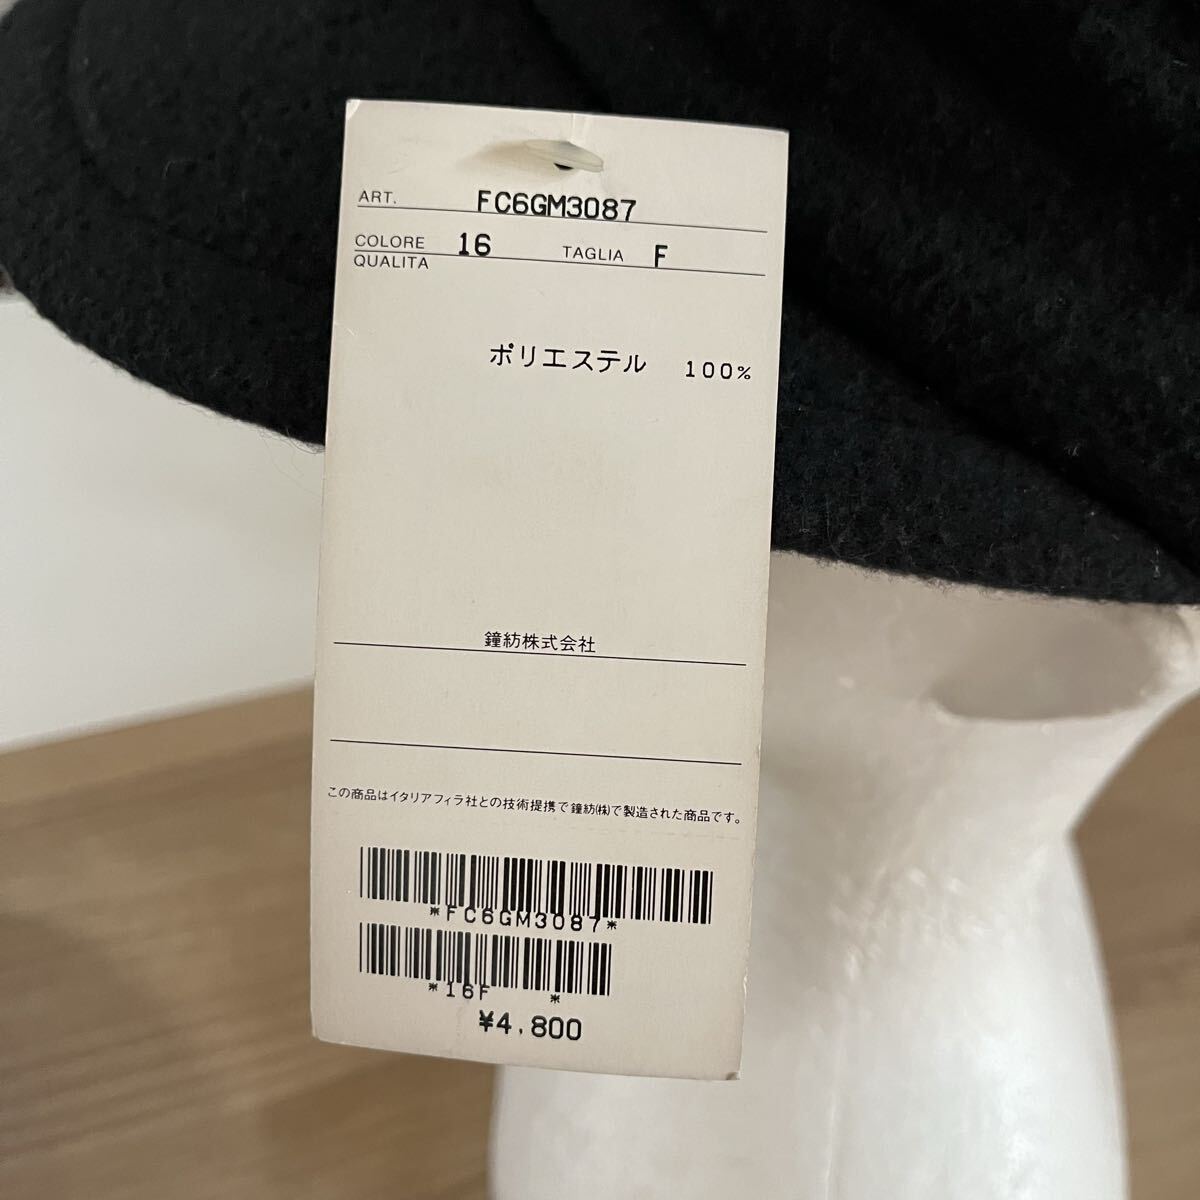 ART. FC6GM3087
COLORE 16 TAGLIA F
QUALITA
ポリエステル 100%
鐘紡株式会社
この商品はイタリアフィラ社との技術提携で鐘紡(株)で製造された商品です。
*FC6GM3087*
*16F *
¥4,800